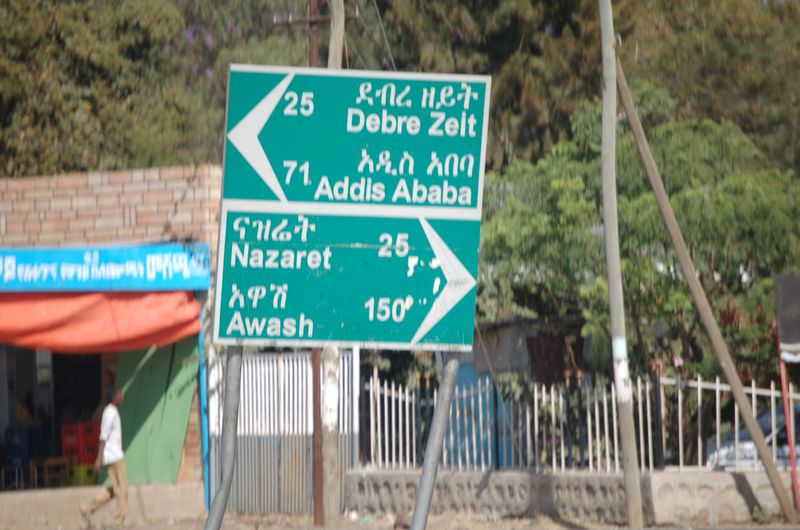 25 ደብረ ዘይት
Debre Zeit
71 አዲስ አበባ
Addis Ababa
ናዝሬት 25
Nazaret
አዋሽ 150
Awash